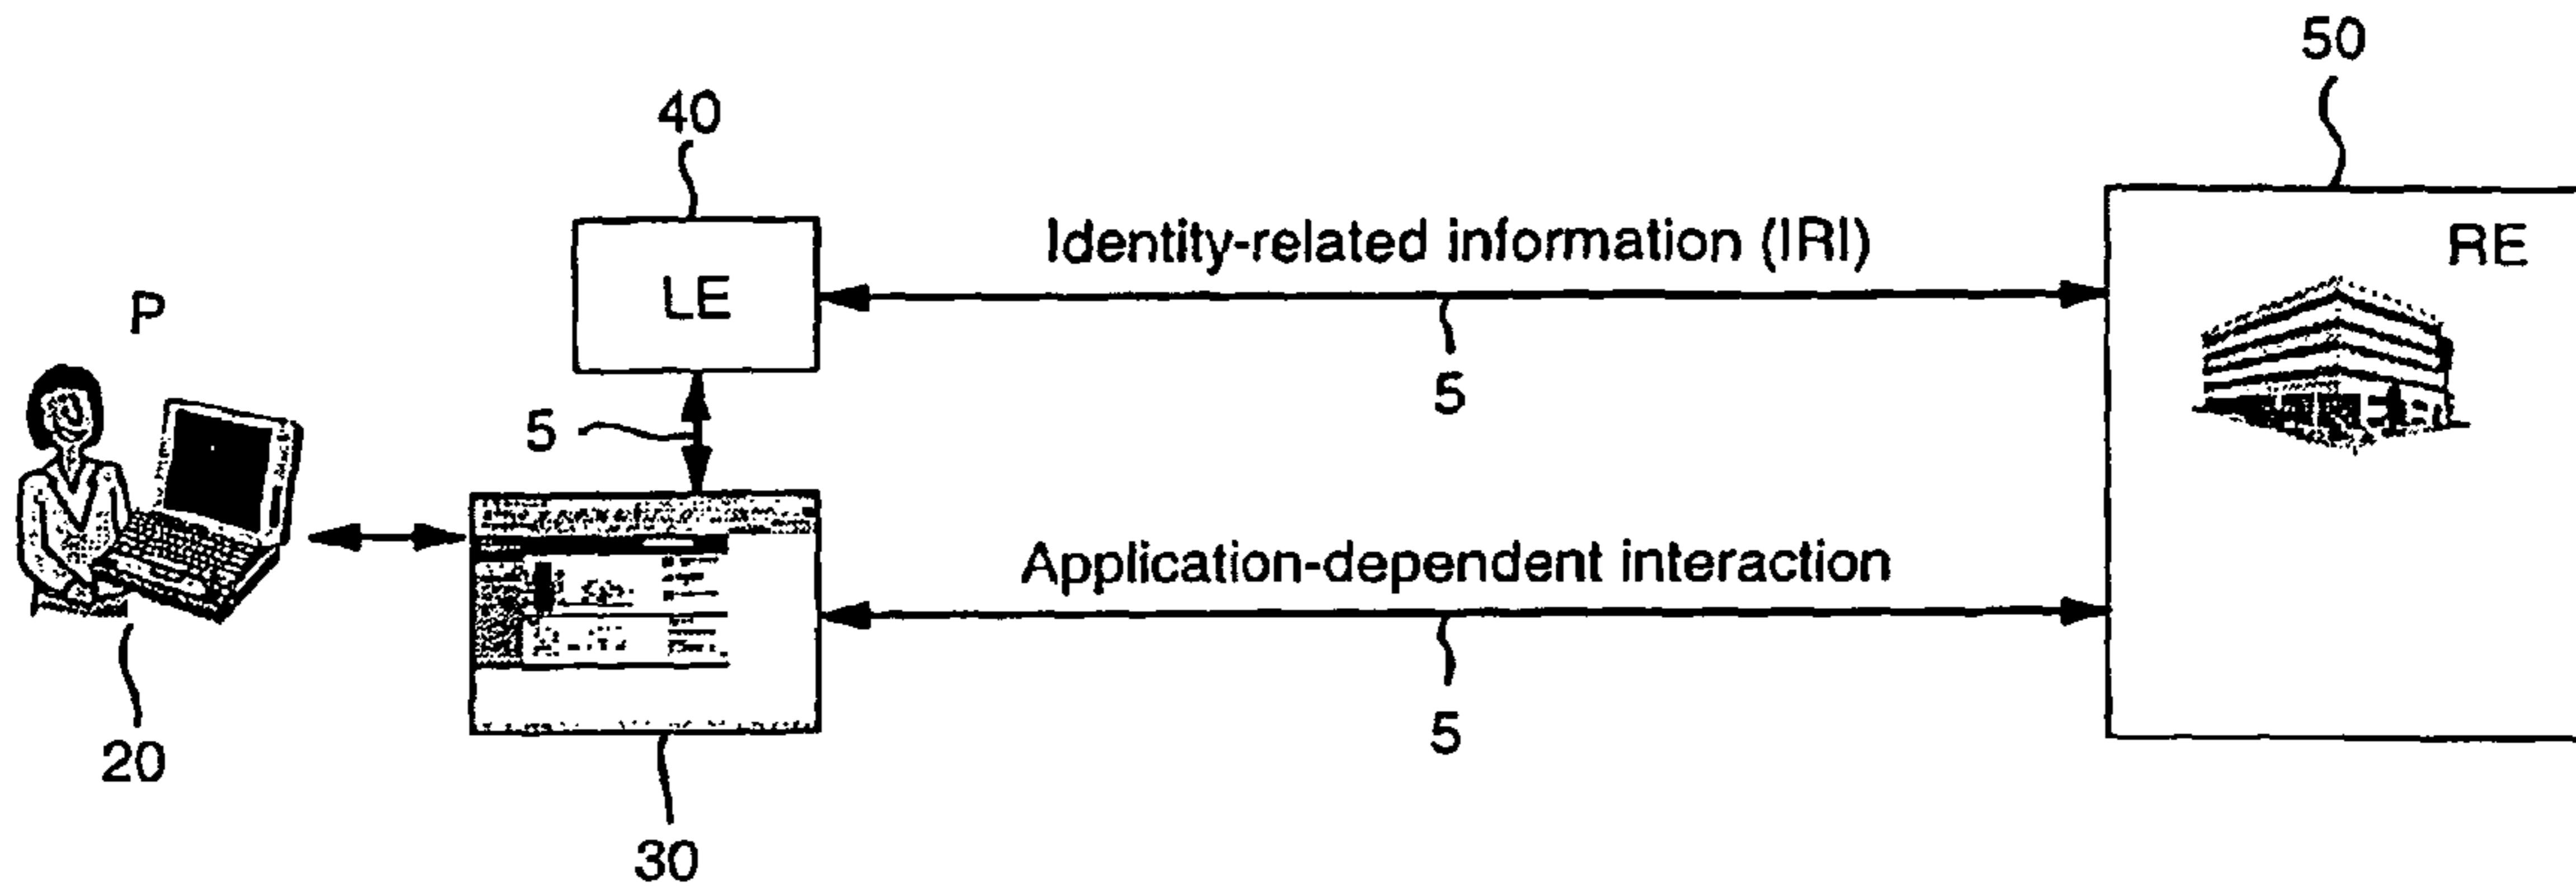 50
40
Identity-related information (IRI)
RE
P
LE
5
5
Application-dependent interaction
20
5
30